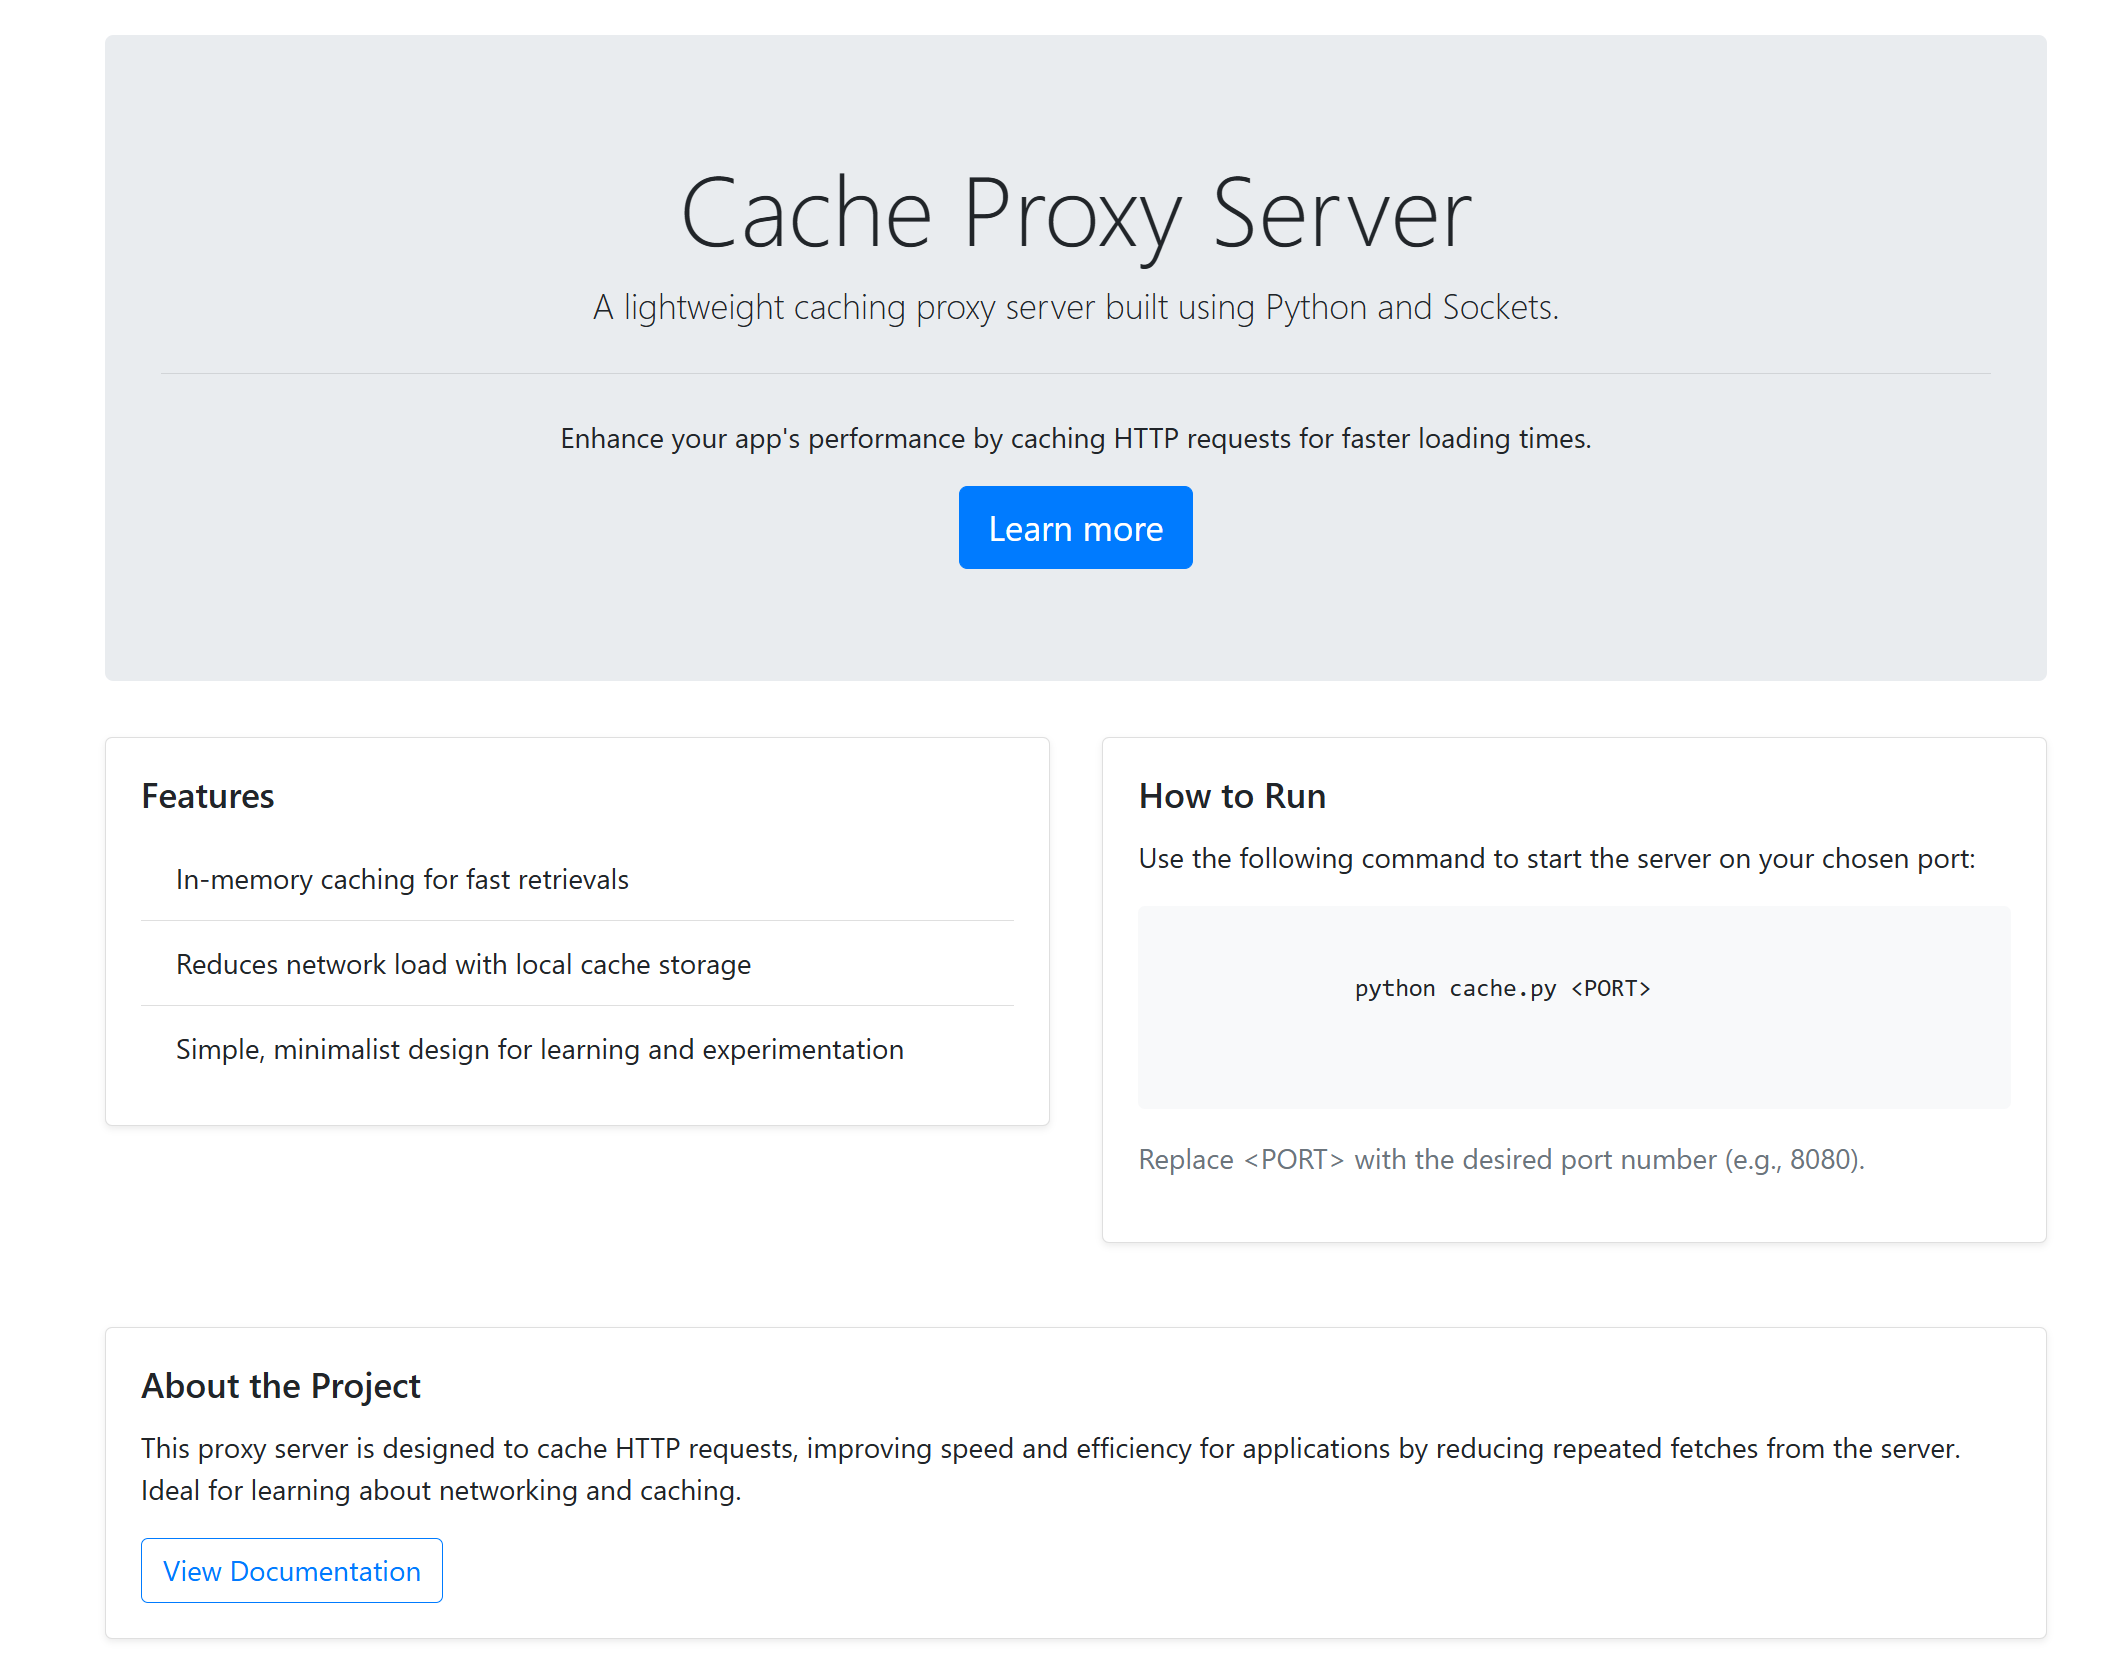 Cache Proxy Server
A lightweight caching proxy server built using Python and Sockets.
Enhance your app's performance by caching HTTP requests for faster loading times.
Learn more
Features
In-memory caching for fast retrievals
Reduces network load with local cache storage
Simple, minimalist design for learning and experimentation
How to Run
Use the following command to start the server on your chosen port:
python cache.py <PORT>
Replace <PORT> with the desired port number (e.g., 8080).
About the Project
This proxy server is designed to cache HTTP requests, improving speed and efficiency for applications by reducing repeated fetches from the server.
Ideal for learning about networking and caching.
View Documentation